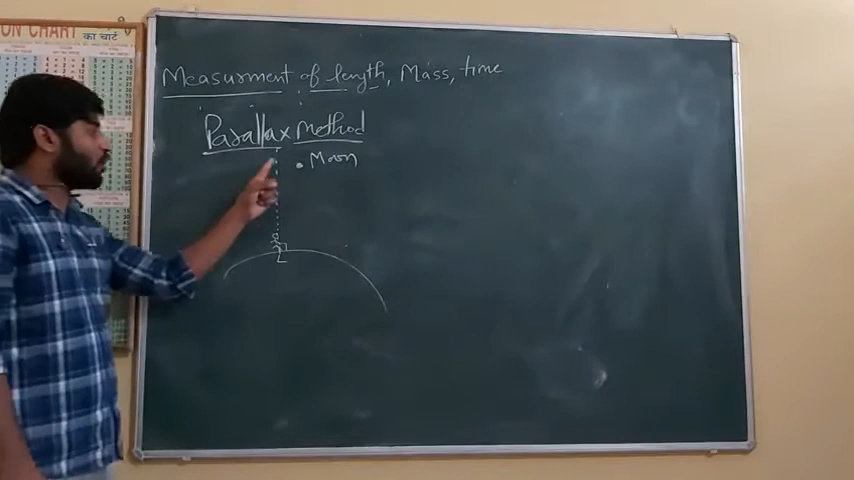 ON CHART का चार्ट
Measurment of length, Mass, time
Parallax Method
Moon